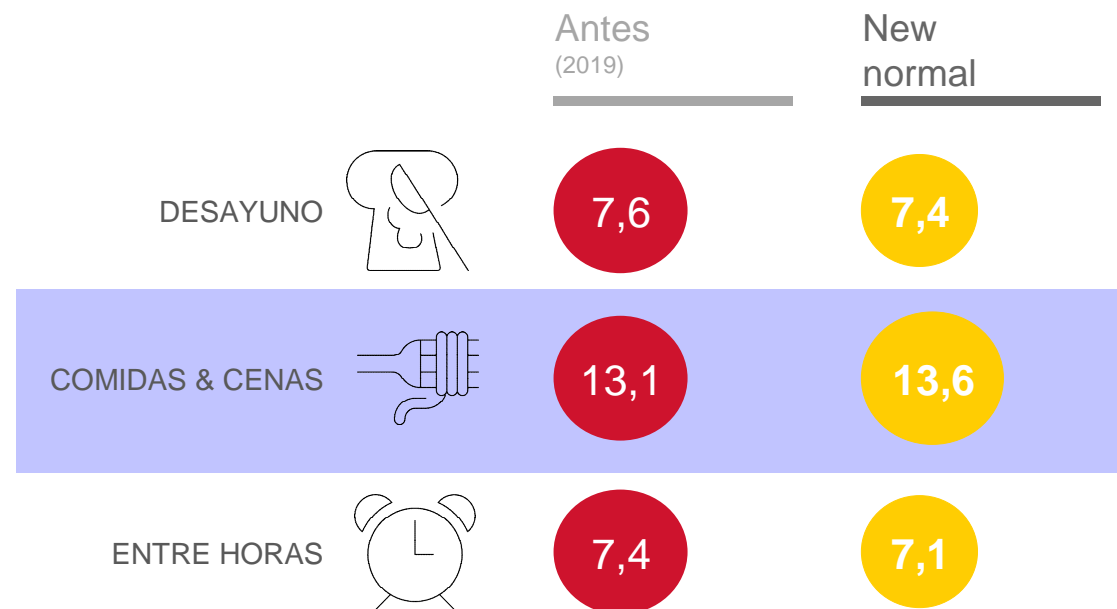 Antes
(2019)
New
normal
DESAYUNO
7,6
7,4
COMIDAS & CENAS
13,1
13,6
ENTRE HORAS
7,4
7,1